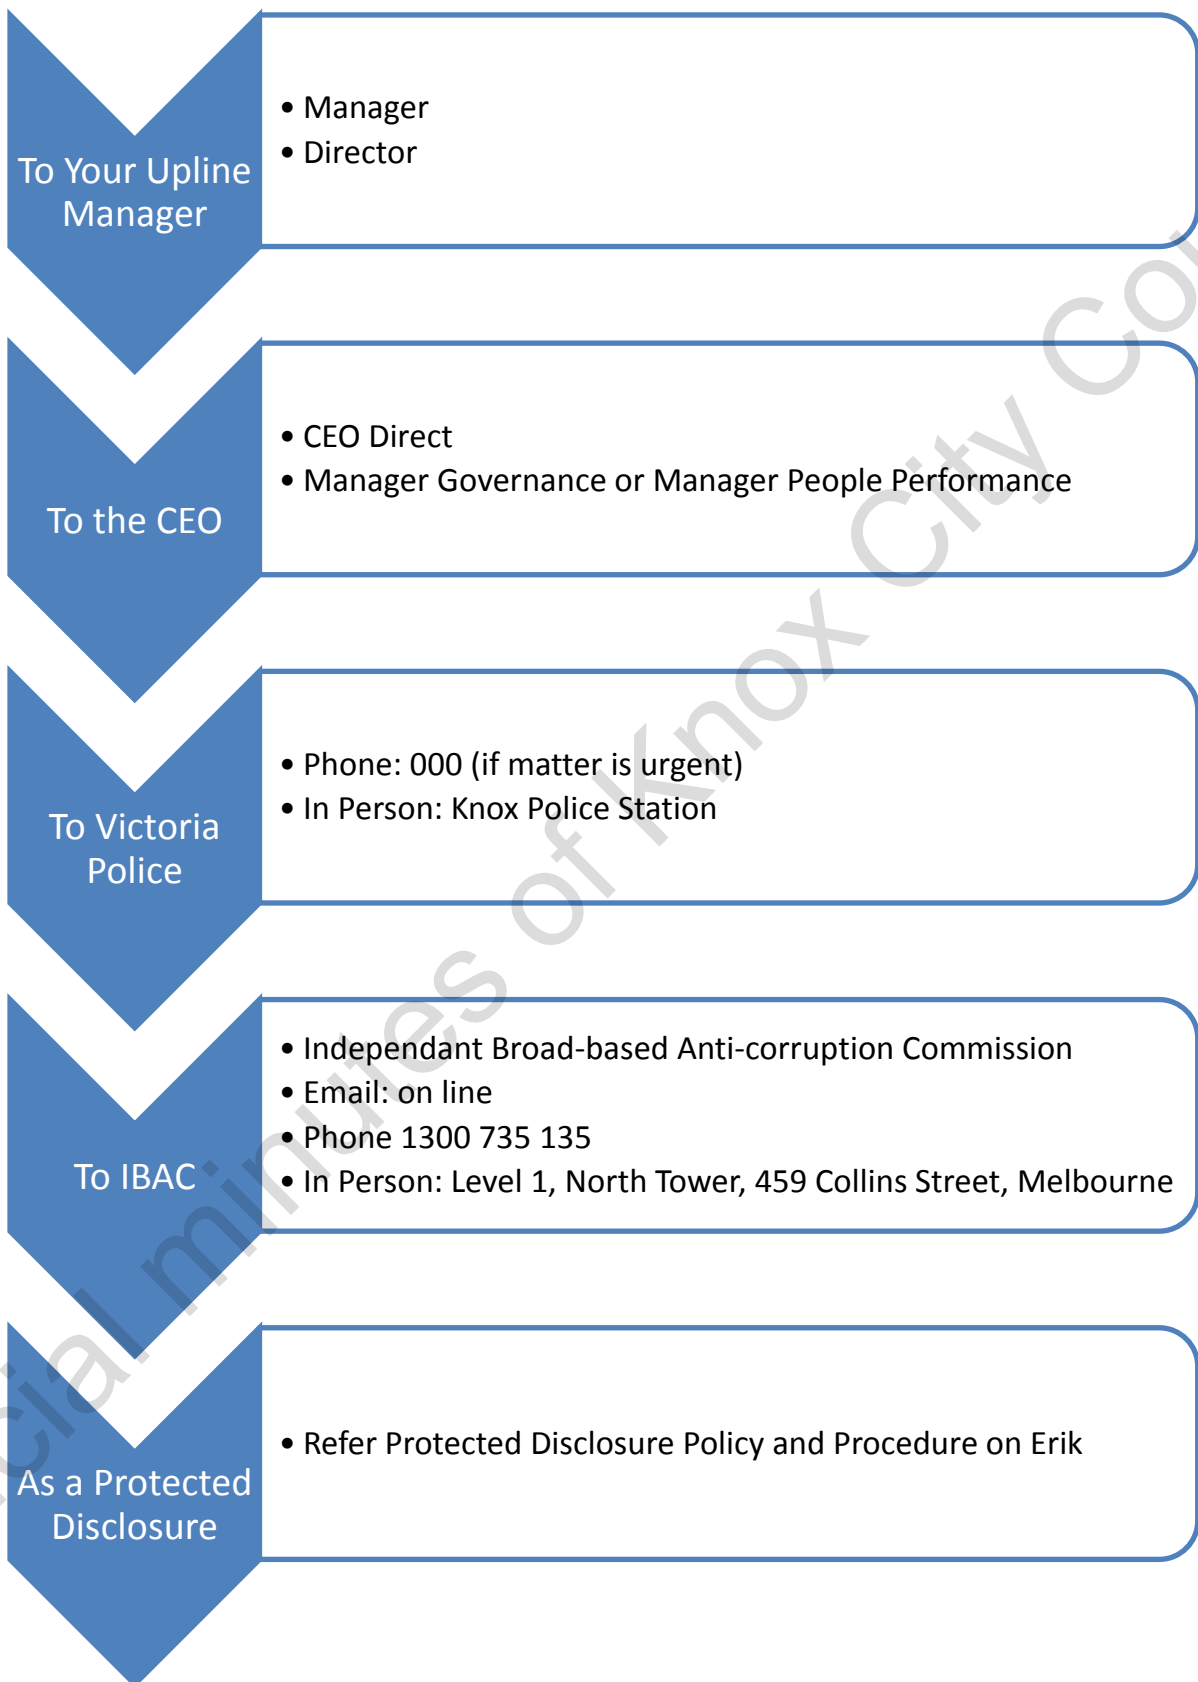 To Your Upline
Manager
• Manager
• Director
To the CEO
• CEO Direct
• Manager Governance or Manager People Performance
To Victoria
Police
• Phone: 000 (if matter is urgent)
• In Person: Knox Police Station
To IBAC
• Independant Broad-based Anti-corruption Commission
• Email: on line
• Phone 1300 735 135
• In Person: Level 1, North Tower, 459 Collins Street, Melbourne
As a Protected
Disclosure
• Refer Protected Disclosure Policy and Procedure on Erik
minutes of Knox City